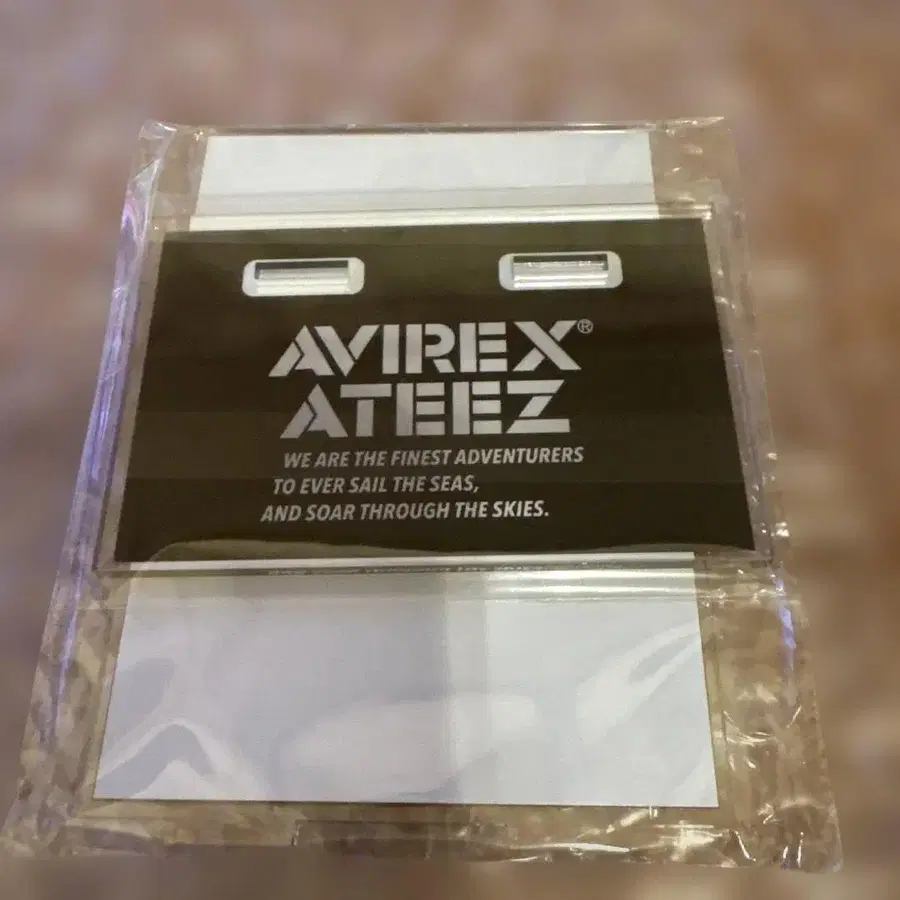 AVIREX®
ATEEZ
WE ARE THE FINEST ADVENTURERS
TO EVER SAIL THE SEAS,
AND SOAR THROUGH THE SKIES.